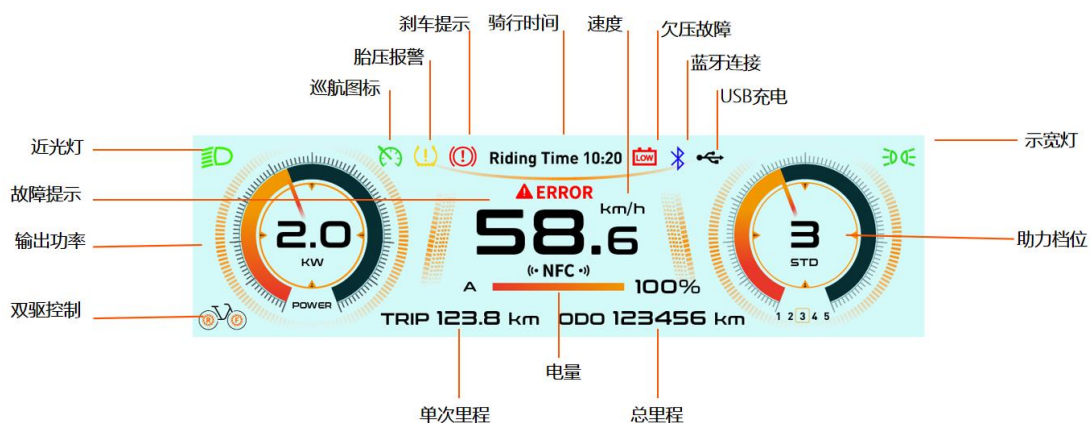 刹车提示
骑行时间
速度
欠压故障
胎压报警
蓝牙连接
巡航图标
USB充电
近光灯
示宽灯
Riding Time 10:20
LOW
故障提示
ERROR
km/h
58.6
输出功率
2.0
KW
POWER
NFC
3
STD
助力档位
A
100%
双驱控制
R
F
TRIP 123.8 km
ODO 123456 km
1 2 3 4 5
电量
单次里程
总里程